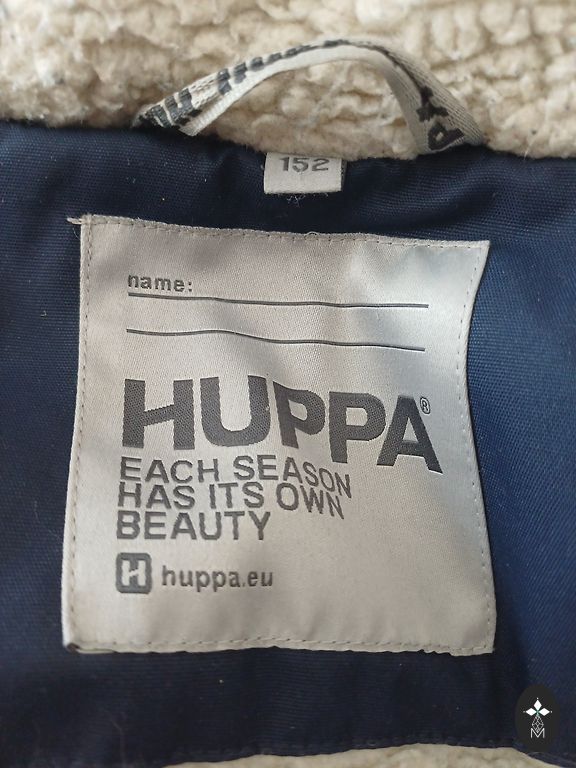 152
name:
HUPPA®
EACH SEASON
HAS ITS OWN
BEAUTY
H huppa.eu
M